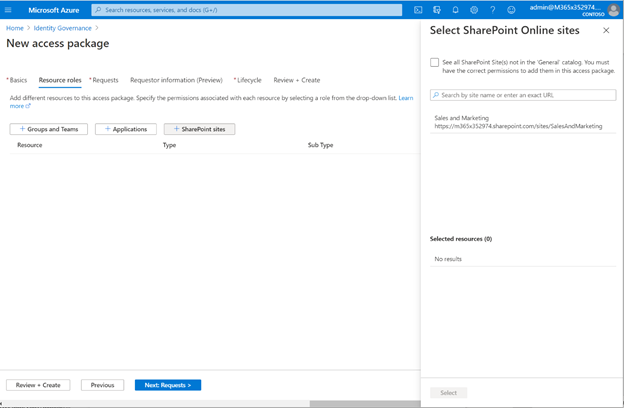 Microsoft Azure
Search resources, services, and docs (G+/)
admin@M365x352974....
CONTOSO
Home > Identity Governance >
New access package
* Basics Resource roles * Requests Requestor information (Preview) * Lifecycle Review + Create
Add different resources to this access package. Specify the permissions associated with each resource by selecting a role from the drop-down list. Learn
more
+ Groups and Teams + Applications + SharePoint sites
Resource Type Sub Type
Review + Create Previous Next: Requests >
Select SharePoint Online sites
See all SharePoint Site(s) not in the 'General' catalog. You must
have the correct permissions to add them in this access package.
Search by site name or enter an exact URL
Sales and Marketing
https://m365x352974.sharepoint.com/sites/SalesAndMarketing
Selected resources (0)
No results
Select